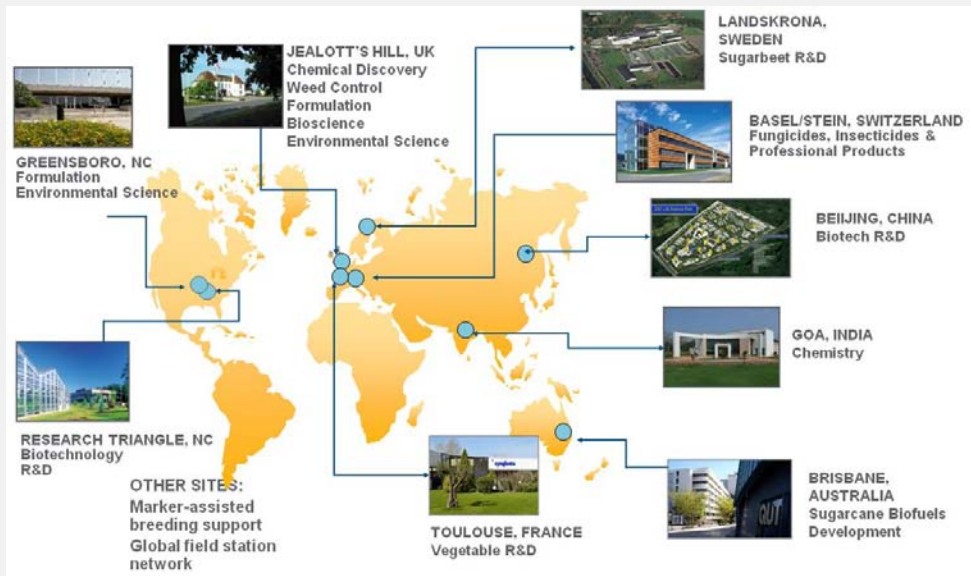 JEALOTT'S HILL, UK
Chemical Discovery
Weed Control
Formulation
Bioscience
Environmental Science
LANDSKRONA,
SWEDEN
Sugarbeet R&D
BASEL/STEIN, SWITZERLAND
Fungicides, Insecticides &
Professional Products
GREENSBORO, NC
Formulation
Environmental Science
BEIJING, CHINA
Biotech R&D
GOA, INDIA
Chemistry
RESEARCH TRIANGLE, NC
Biotechnology
R&D
OTHER SITES:
Marker-assisted
breeding support
Global field station
network
syngenta
TOULOUSE, FRANCE
Vegetable R&D
QUT
BRISBANE,
AUSTRALIA
Sugarcane Biofuels
Development